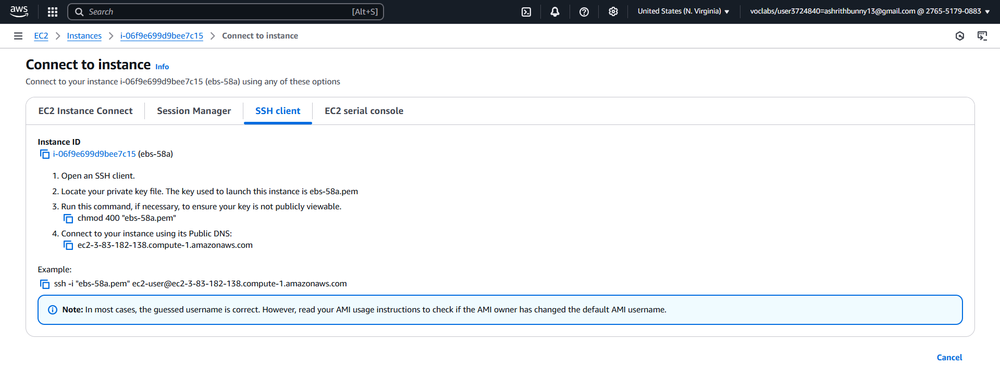 aws
Search [Alt+S]
United States (N. Virginia)
voclabs/user3724840=ashrithbunny13@gmail.com @ 2765-5179-0883
EC2
Instances
i-06f9e699d9bee7c15
Connect to instance
Connect to instance Info
Connect to your instance i-06f9e699d9bee7c15 (ebs-58a) using any of these options
EC2 Instance Connect
Session Manager
SSH client
EC2 serial console
Instance ID
i-06f9e699d9bee7c15 (ebs-58a)
1. Open an SSH client.
2. Locate your private key file. The key used to launch this instance is ebs-58a.pem
3. Run this command, if necessary, to ensure your key is not publicly viewable.
chmod 400 "ebs-58a.pem"
4. Connect to your instance using its Public DNS:
ec2-3-83-182-138.compute-1.amazonaws.com
Example:
ssh -i "ebs-58a.pem" ec2-user@ec2-3-83-182-138.compute-1.amazonaws.com
Note: In most cases, the guessed username is correct. However, read your AMI usage instructions to check if the AMI owner has changed the default AMI username.
Cancel